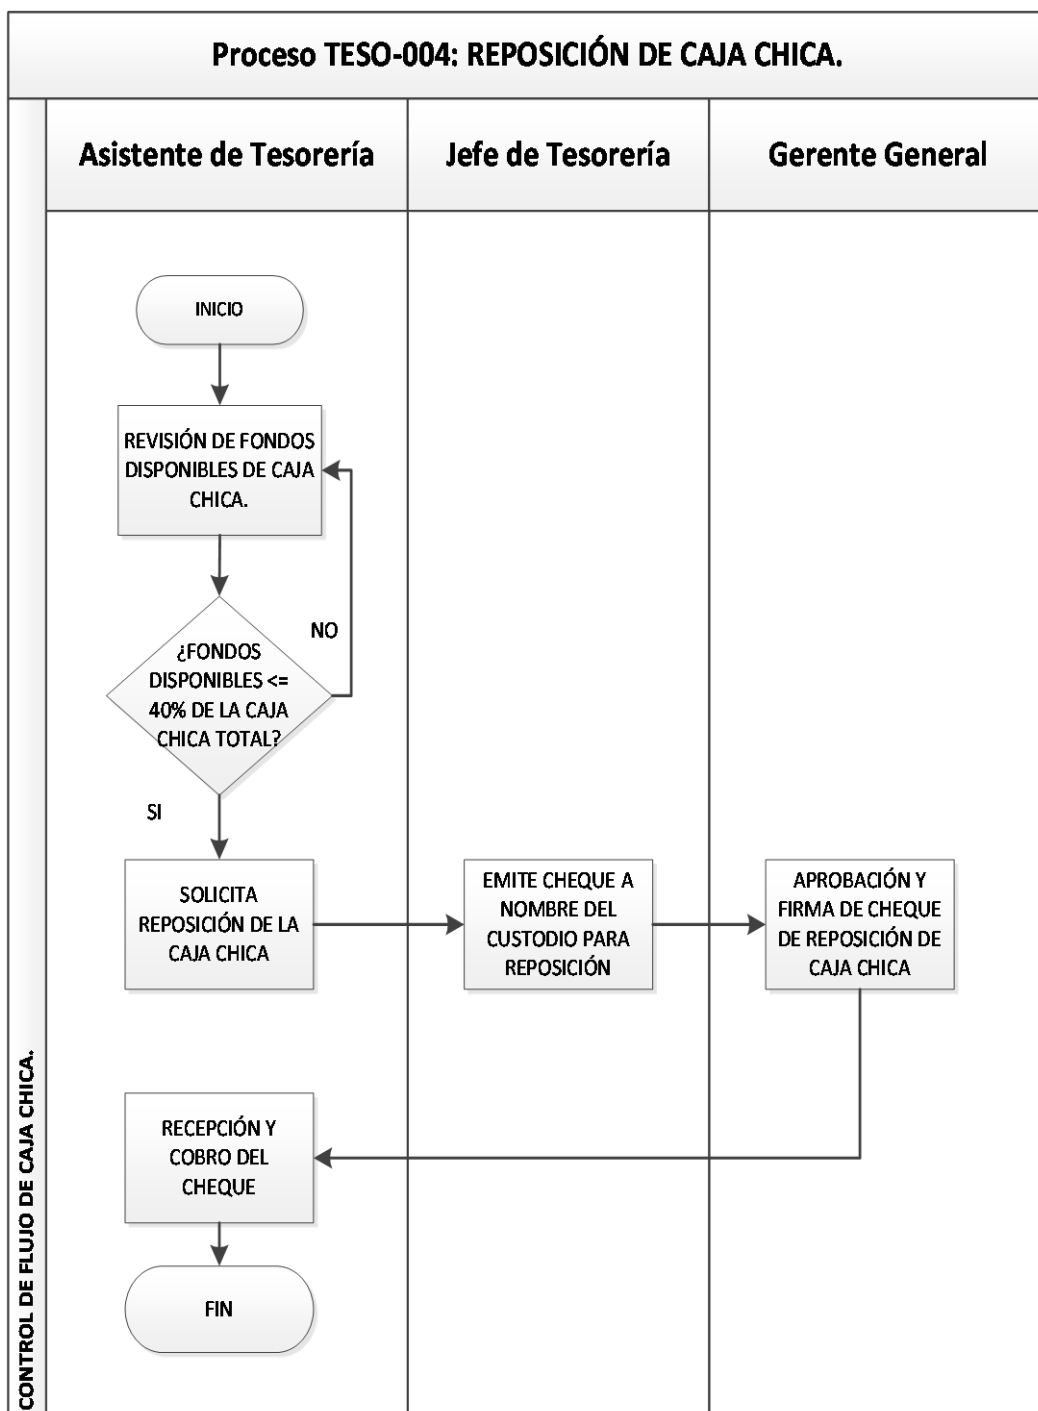 Proceso TESO-004: REPOSICIÓN DE CAJA CHICA.
Asistente de Tesorería
Jefe de Tesorería
Gerente General
INICIO
REVISIÓN DE FONDOS
DISPONIBLES DE CAJA
CHICA.
NO
¿FONDOS
DISPONIBLES <=
40% DE LA CAJA
CHICA TOTAL?
SI
SOLICITA
REPOSICIÓN DE LA
CAJA CHICA
EMITE CHEQUE A
NOMBRE DEL
CUSTODIO PARA
REPOSICIÓN
APROBACIÓN Y
FIRMA DE CHEQUE
DE REPOSICIÓN DE
CAJA CHICA
RECEPCIÓN Y
COBRO DEL
CHEQUE
FIN
CONTROL DE FLUJO DE CAJA CHICA.